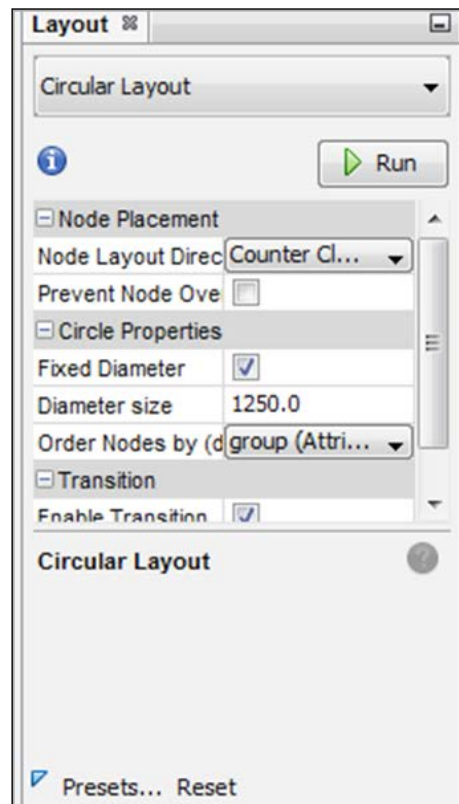 Layout
Circular Layout
Run
Node Placement
Node Layout Direc Counter Cl...
Prevent Node Ove
Circle Properties
Fixed Diameter
Diameter size 1250.0
Order Nodes by (d group (Attri...
Transition
Enable Transition
Circular Layout
Presets... Reset